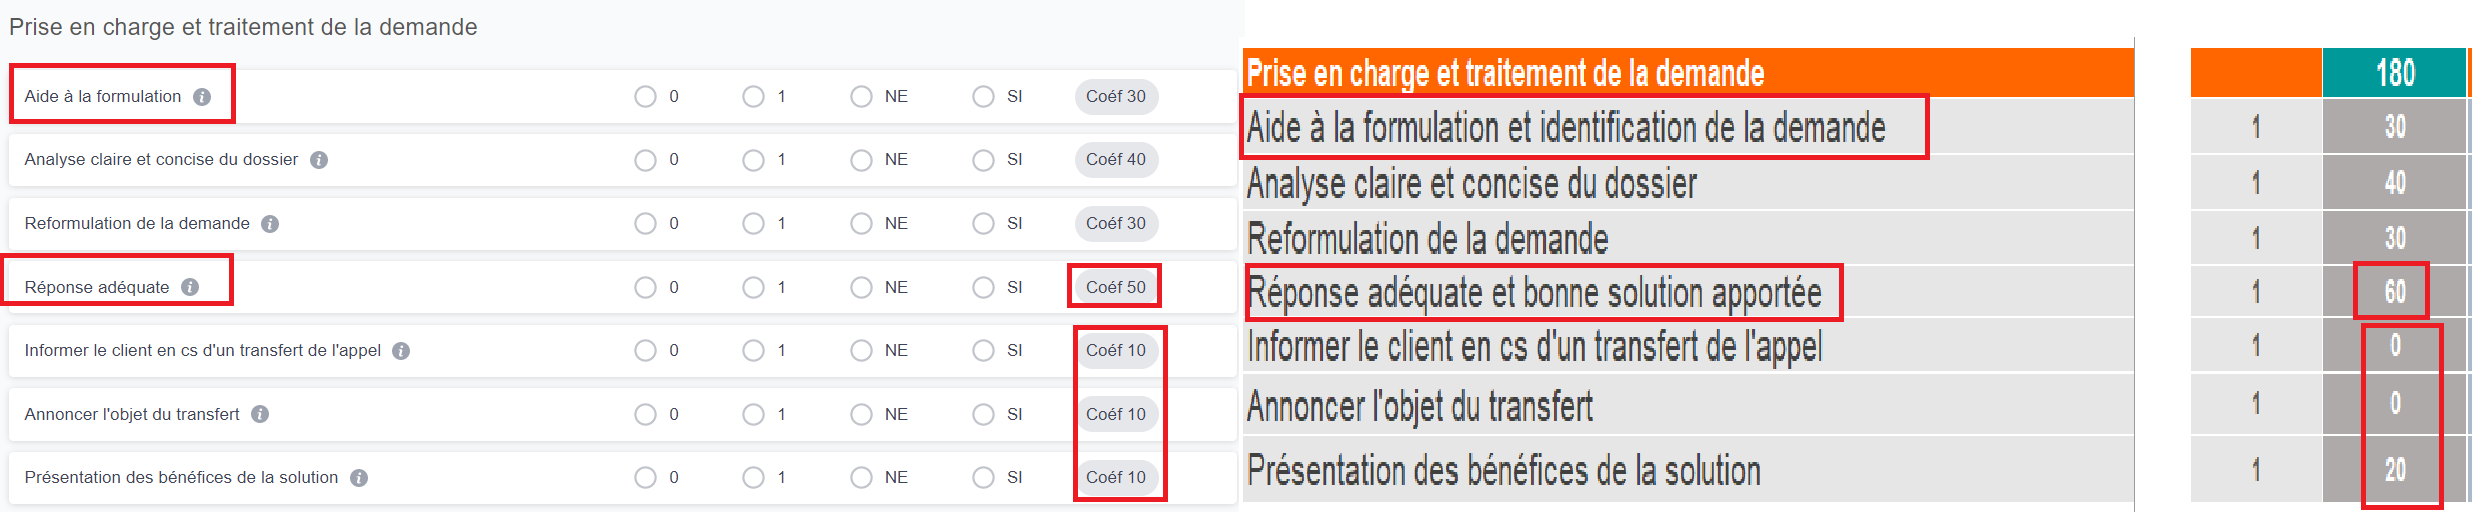 Prise en charge et traitement de la demande
Aide à la formulation i 0 1 NE SI Coéf 30
Analyse claire et concise du dossier i 0 1 NE SI Coéf 40
Reformulation de la demande i 0 1 NE SI Coéf 30
Réponse adéquate i 0 1 NE SI Coéf 50
Informer le client en cs d'un transfert de l'appel i 0 1 NE SI Coéf 10
Annoncer l'objet du transfert i 0 1 NE SI Coéf 10
Présentation des bénéfices de la solution i 0 1 NE SI Coéf 10
Prise en charge et traitement de la demande 180
Aide à la formulation et identification de la demande 1 30
Analyse claire et concise du dossier 1 40
Reformulation de la demande 1 30
Réponse adéquate et bonne solution apportée 1 60
Informer le client en cs d'un transfert de l'appel 1 0
Annoncer l'objet du transfert 1 0
Présentation des bénéfices de la solution 1 20